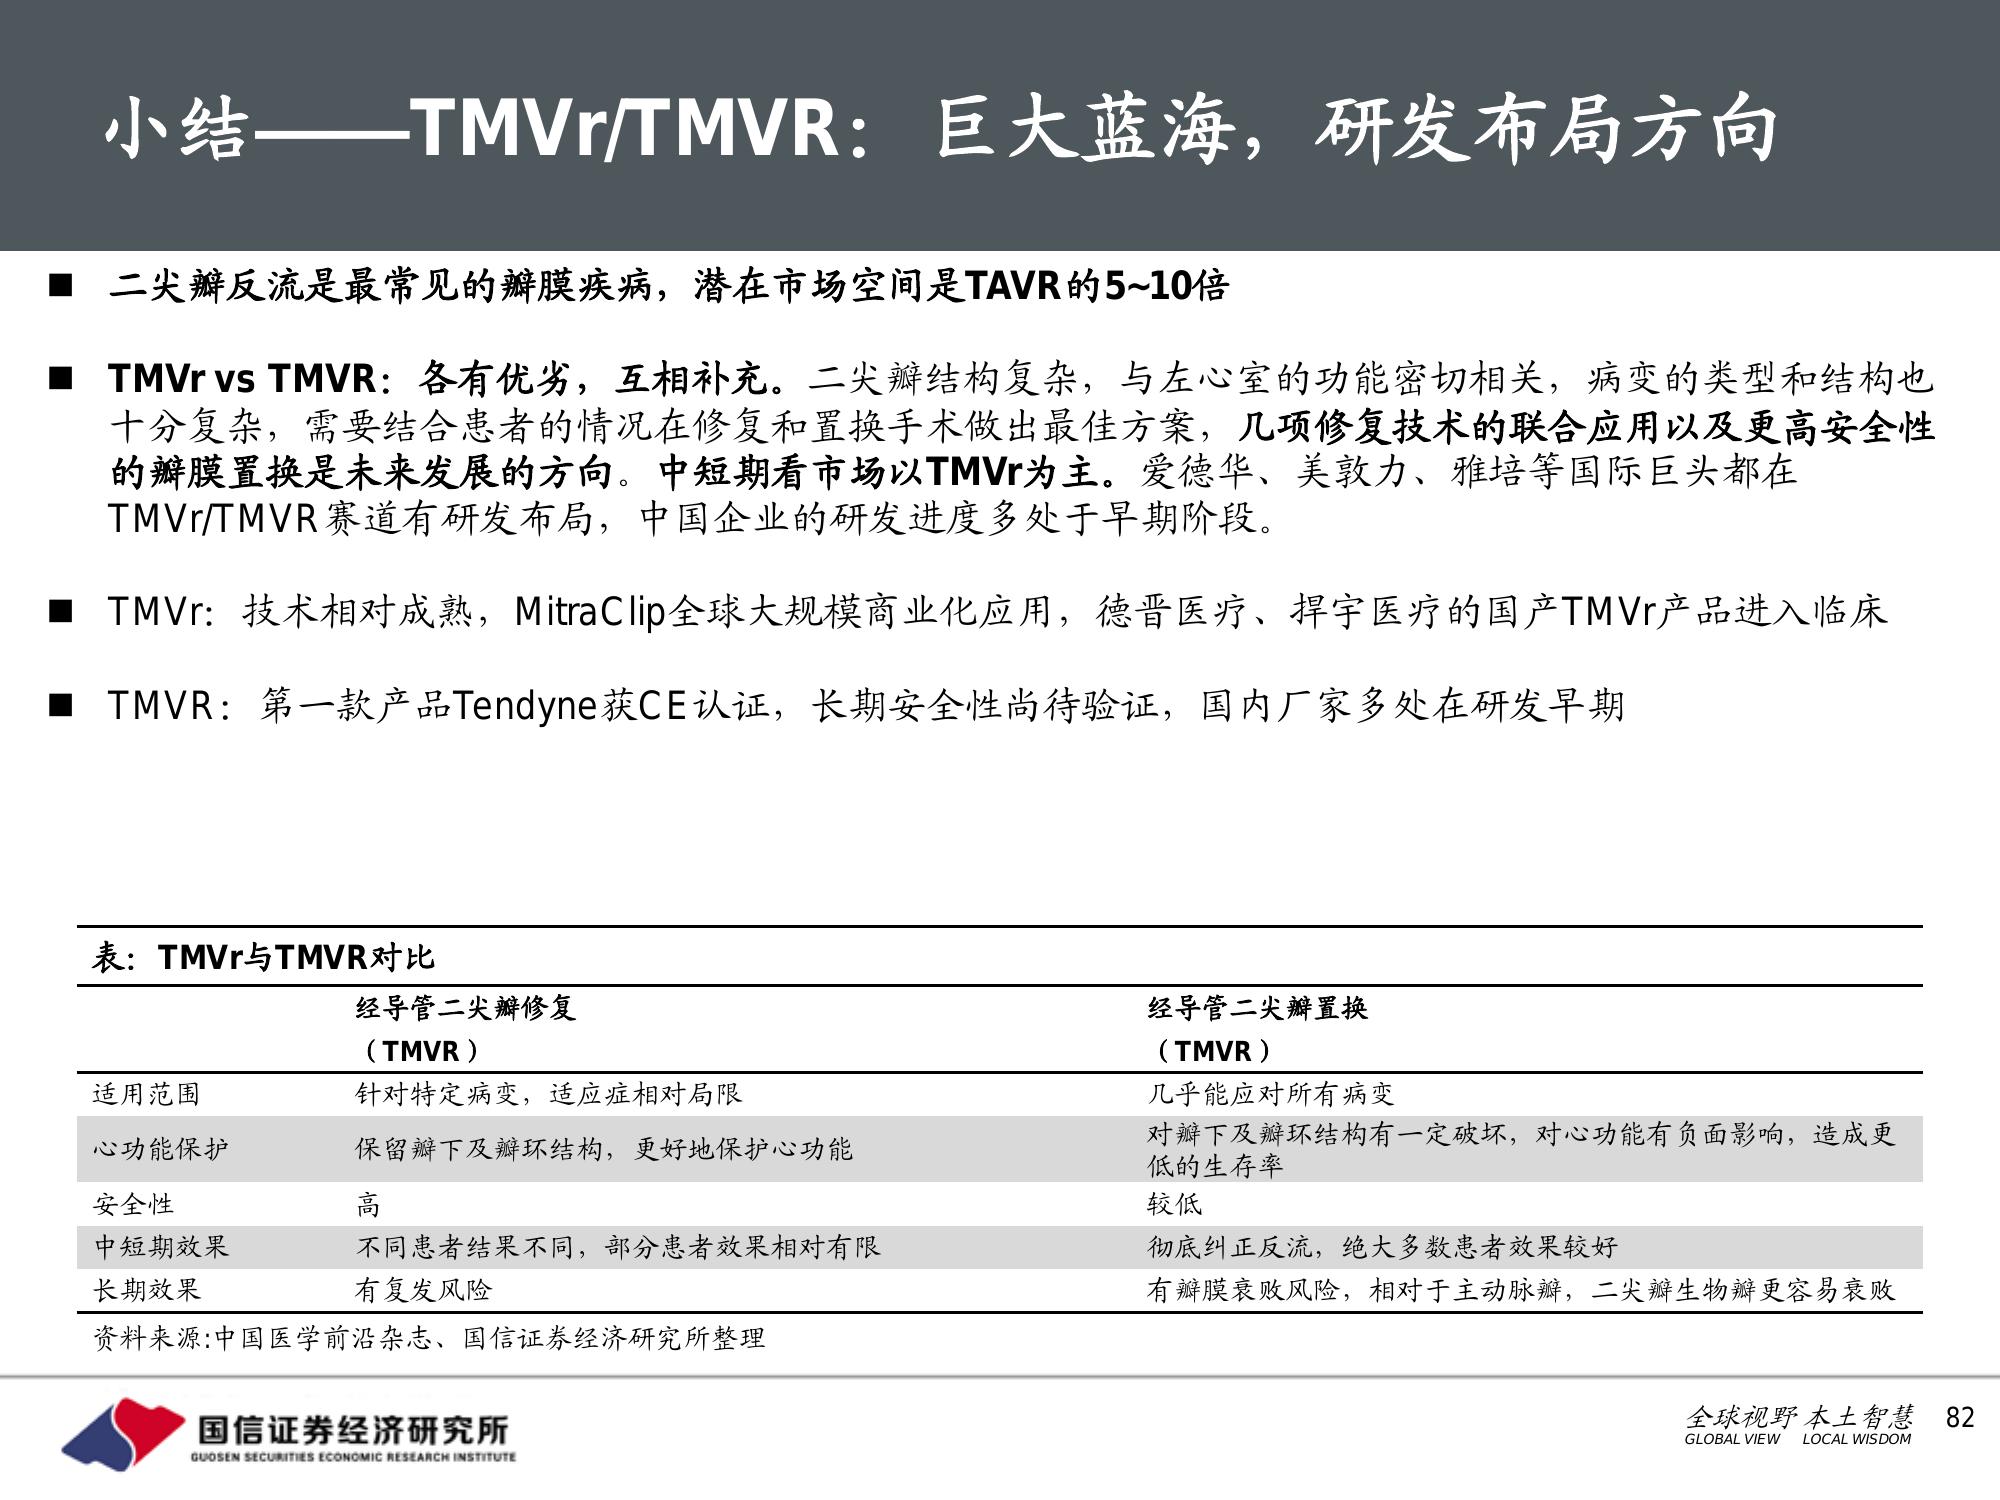 小结——TMVr/TMVR：巨大蓝海，研发布局方向
■ 二尖瓣反流是最常见的瓣膜疾病，潜在市场空间是TAVR的5~10倍
■ TMVr vs TMVR：各有优劣，互相补充。二尖瓣结构复杂，与左心室的功能密切相关，病变的类型和结构也
十分复杂，需要结合患者的情况在修复和置换手术做出最佳方案，几项修复技术的联合应用以及更高安全性
的瓣膜置换是未来发展的方向。中短期看市场以TMVr为主。爱德华、美敦力、雅培等国际巨头都在
TMVr/TMVR赛道有研发布局，中国企业的研发进度多处于早期阶段。
■ TMVr：技术相对成熟，MitraClip全球大规模商业化应用，德晋医疗、捍宇医疗的国产TMVr产品进入临床
■ TMVR：第一款产品Tendyne获CE认证，长期安全性尚待验证，国内厂家多处在研发早期
表：TMVr与TMVR对比
经导管二尖瓣修复 经导管二尖瓣置换
（TMVR） （TMVR）
适用范围 针对特定病变，适应症相对局限 几乎能应对所有病变
心功能保护 保留瓣下及瓣环结构，更好地保护心功能 对瓣下及瓣环结构有一定破坏，对心功能有负面影响，造成更
低的生存率
安全性 高 较低
中短期效果 不同患者结果不同，部分患者效果相对有限 彻底纠正反流，绝大多数患者效果较好
长期效果 有复发风险 有瓣膜衰败风险，相对于主动脉瓣，二尖瓣生物瓣更容易衰败
资料来源:中国医学前沿杂志、国信证券经济研究所整理
国信证券经济研究所
GUOSEN SECURITIES ECONOMIC RESEARCH INSTITUTE
全球视野 本土智慧
GLOBAL VIEW LOCAL WISDOM
82